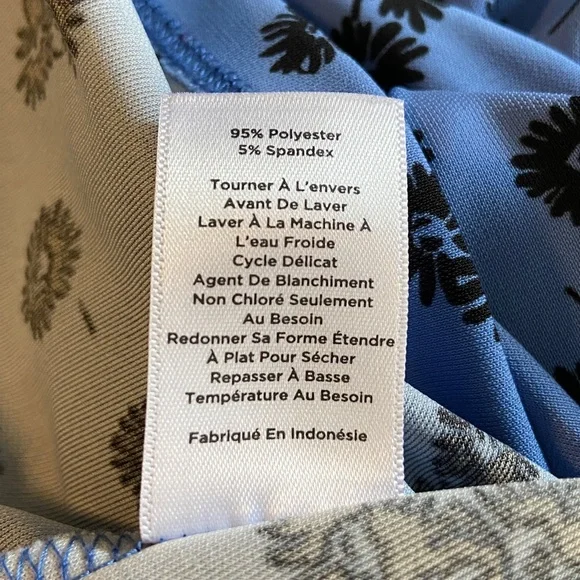 95% Polyester
5% Spandex
Tourner À L'envers
Avant De Laver
Laver À La Machine À
L'eau Froide
Cycle Délicat
Agent De Blanchiment
Non Chloré Seulement
Au Besoin
Redonner Sa Forme Étendre
À Plat Pour Sécher
Repasser À Basse
Température Au Besoin
Fabriqué En Indonésie